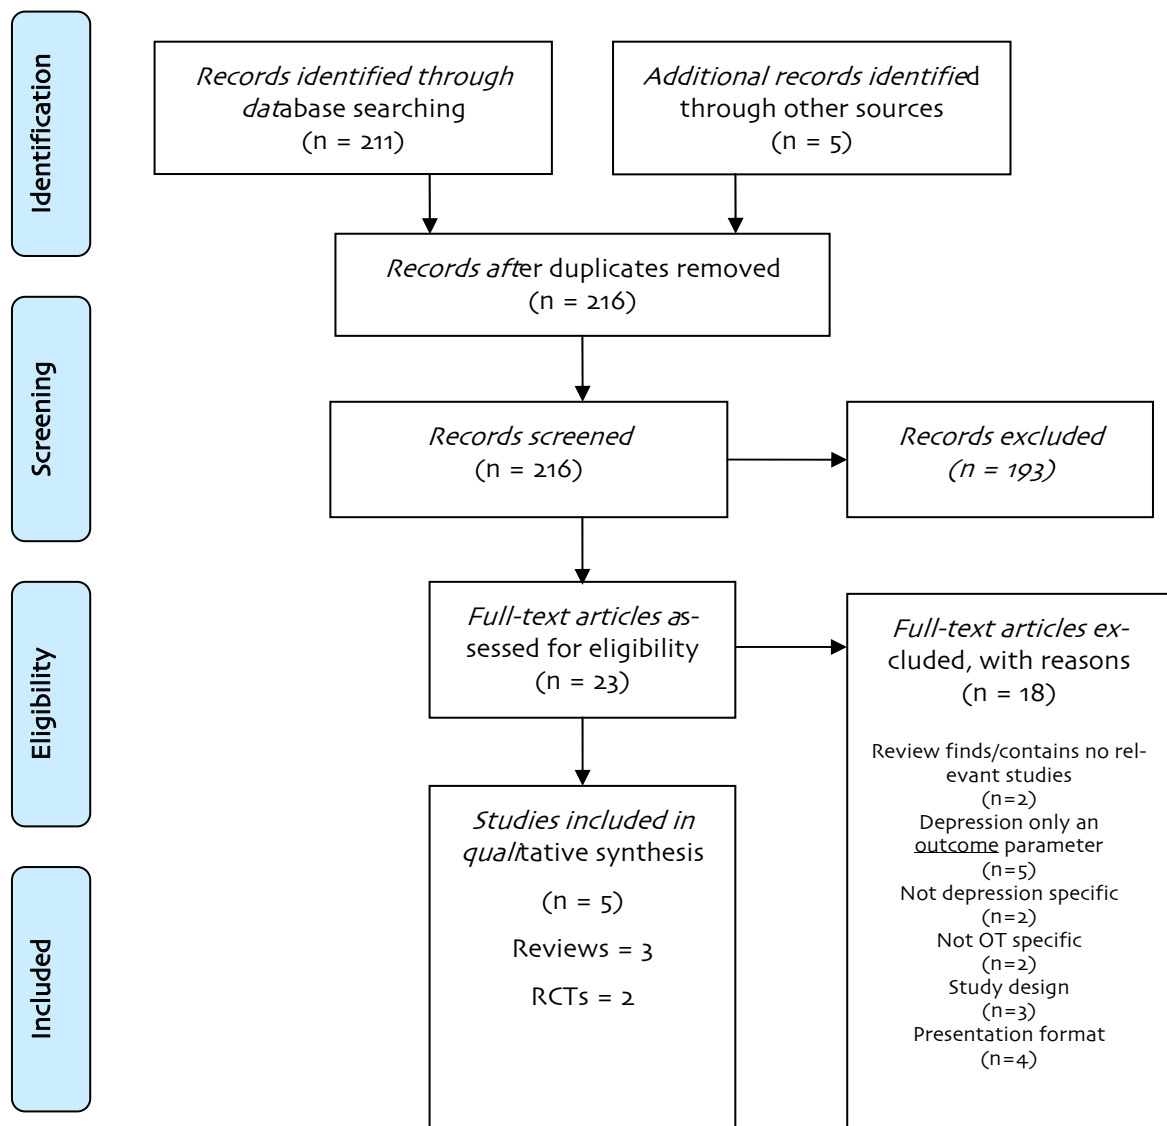 Identification
Records identified through
database searching
(n = 211)
Additional records identified
through other sources
(n = 5)
Records after duplicates removed
(n = 216)
Screening
Records screened
(n = 216)
Records excluded
(n = 193)
Eligibility
Full-text articles as-
sessed for eligibility
(n = 23)
Full-text articles ex-
cluded, with reasons
(n = 18)
Review finds/contains no rel-
evant studies
(n=2)
Depression only an
outcome parameter
(n=5)
Not depression specific
(n=2)
Not OT specific
(n=2)
Study design
(n=3)
Presentation format
(n=4)
Included
Studies included in
qualitative synthesis
(n = 5)
Reviews = 3
RCTs = 2